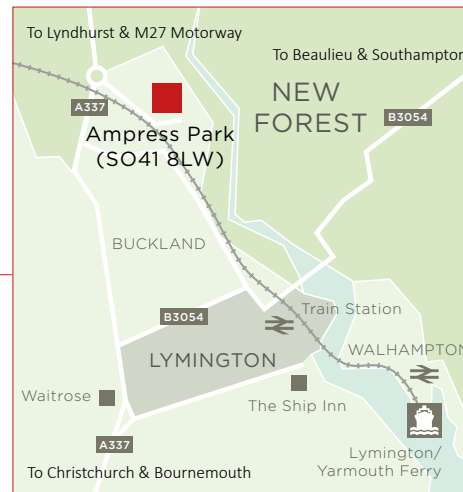 To Lyndhurst & M27 Motorway
To Beaulieu & Southampton
NEW
FOREST
A337
B3054
Ampress Park
(SO41 8LW)
BUCKLAND
B3054
Train Station
LYMINGTON
WALHAMPTON
Waitrose
The Ship Inn
A337
Lymington/
Yarmouth Ferry
To Christchurch & Bournemouth